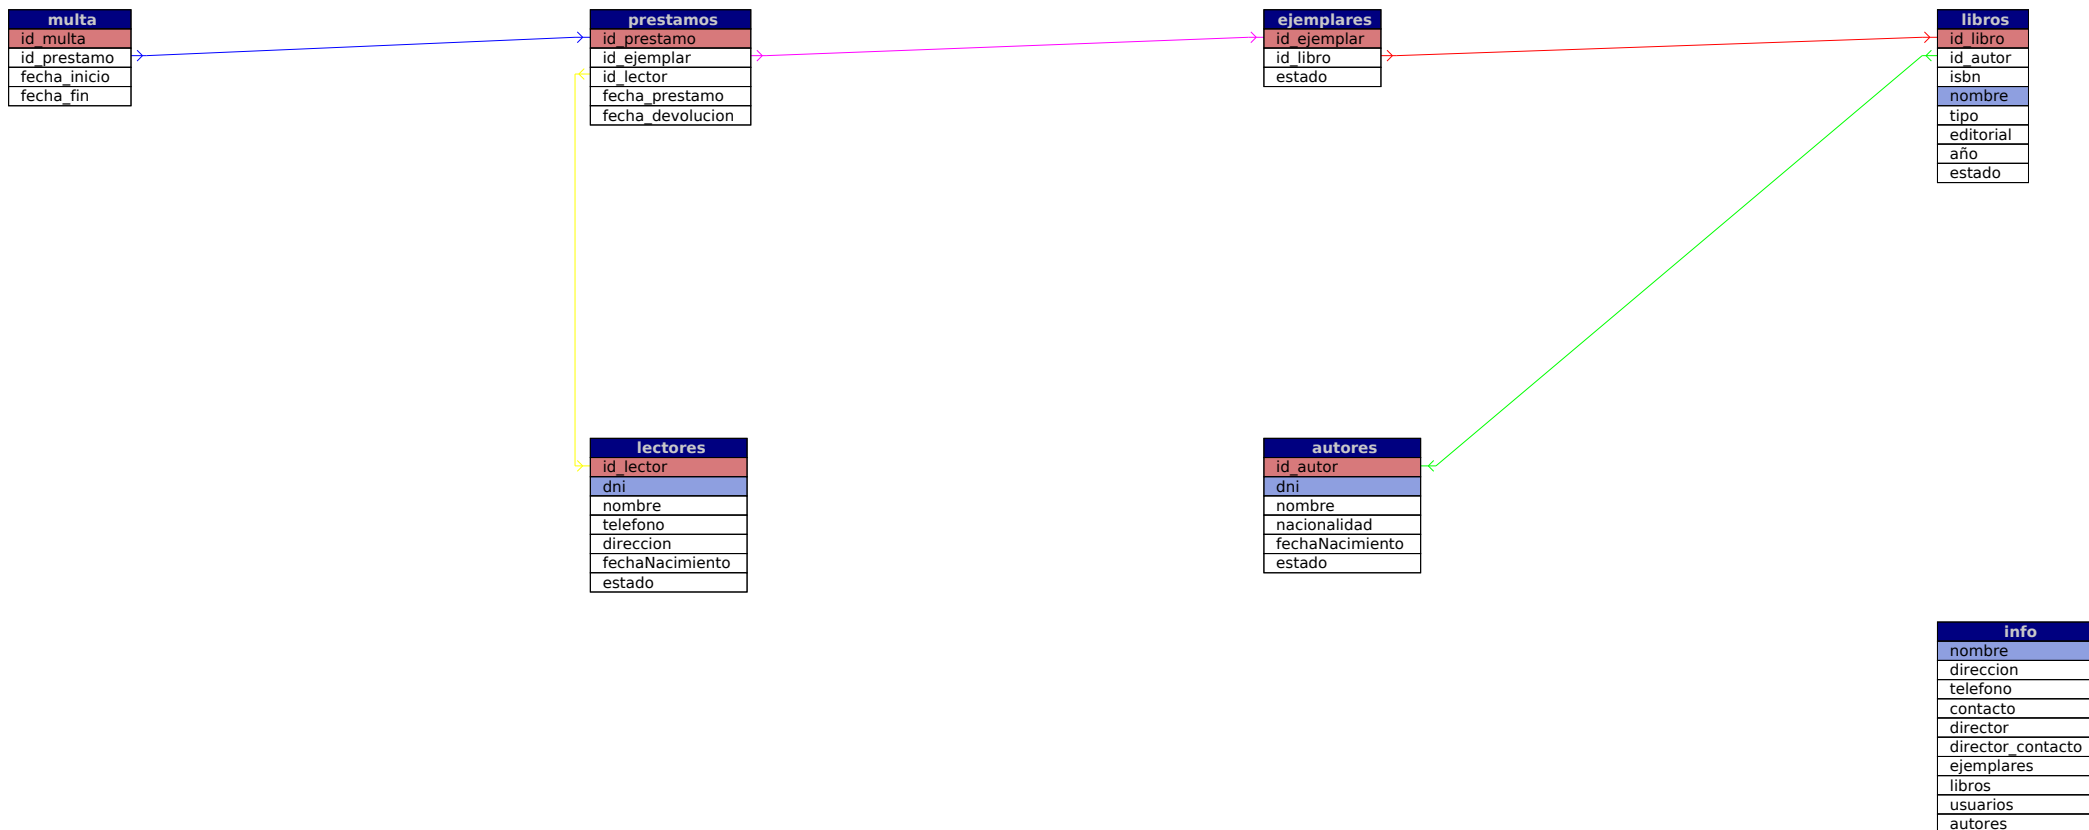 multa
id_multa
id_prestamo
fecha_inicio
fecha_fin
prestamos
id_prestamo
id_ejemplar
id_lector
fecha_prestamo
fecha_devolucion
ejemplares
id_ejemplar
id_libro
estado
libros
id_libro
id_autor
isbn
nombre
tipo
editorial
año
estado
lectores
id_lector
dni
nombre
telefono
direccion
fechaNacimiento
estado
autores
id_autor
dni
nombre
nacionalidad
fechaNacimiento
estado
info
nombre
direccion
telefono
contacto
director
director_contacto
ejemplares
libros
usuarios
autores